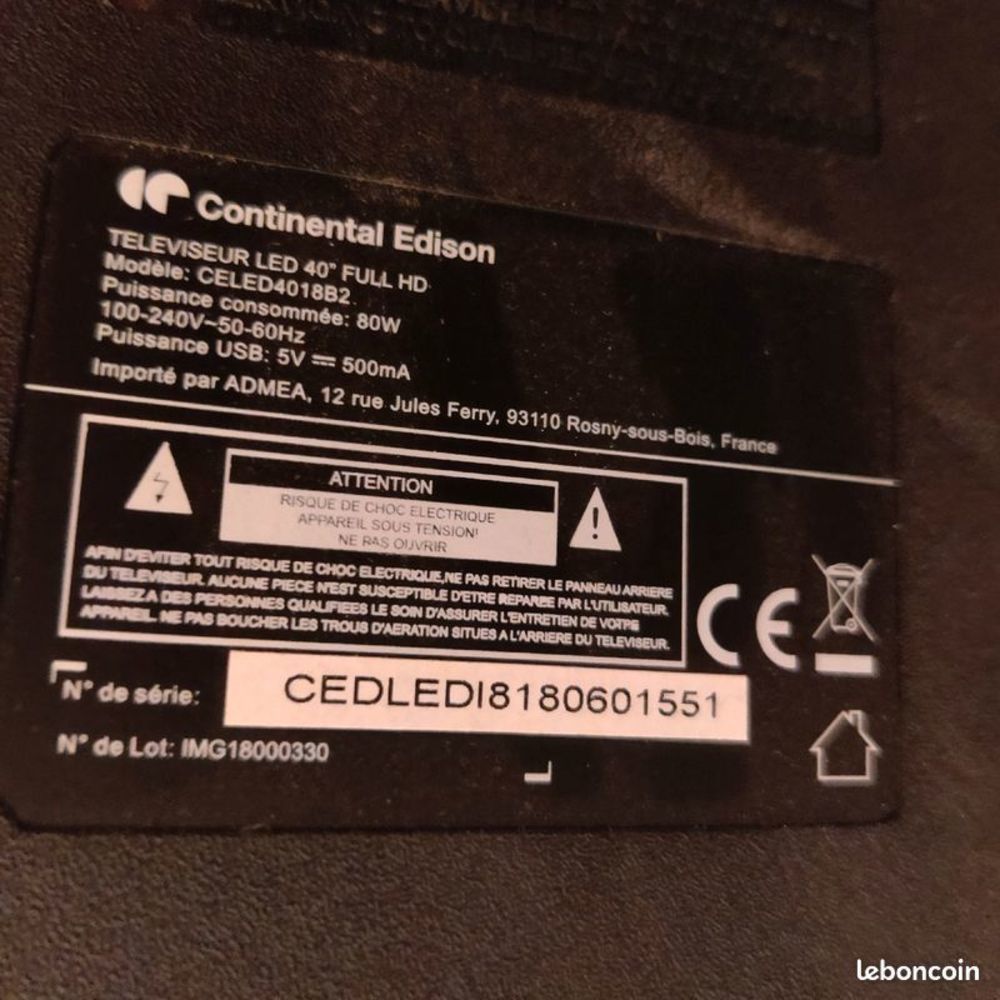 Continental Edison
TELEVISEUR LED 40" FULL HD
Modèle: CELED4018B2
Puissance consommée: 80W
100-240V~50-60Hz
Puissance USB: 5V ⎓ 500mA
Importé par ADMEA, 12 rue Jules Ferry, 93110 Rosny-sous-Bois, France
ATTENTION
RISQUE DE CHOC ELECTRIQUE
APPAREIL SOUS TENSION
NE PAS OUVRIR
AFIN D'EVITER TOUT RISQUE DE CHOC ELECTRIQUE,NE PAS RETIRER LE PANNEAU ARRIERE
DU TELEVISEUR. AUCUNE PIECE N'EST SUSCEPTIBLE D'ETRE REPAREE PAR L'UTILISATEUR.
LAISSEZ A DES PERSONNES QUALIFIEES LE SOIN D'ASSURER L'ENTRETIEN DE VOTRE
APPAREIL. NE PAS BOUCHER LES TROUS D'AERATION SITUES A L'ARRIERE DU TELEVISEUR.
CE
N° de série: CEDLEDI8180601551
N° de Lot: IMG18000330
leboncoin